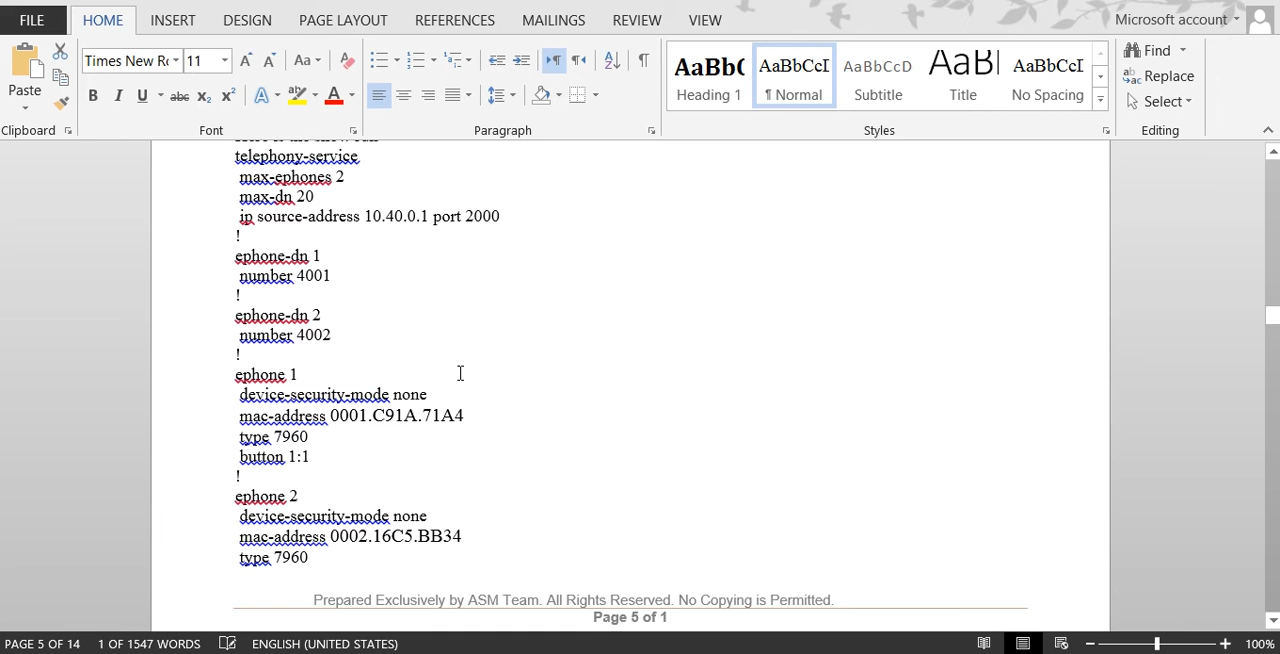 FILE HOME INSERT DESIGN PAGE LAYOUT REFERENCES MAILINGS REVIEW VIEW Microsoft account
Times New R 11 Aa
Paste
B I U abc X₂ X² A A
AaBbC AaBbCcI AaBbCcD AaBl AaBbCcI
Heading 1 ¶ Normal Subtitle Title No Spacing
Find
Replace
Select
Clipboard Font Paragraph Styles Editing
telephony-service
max-ephones 2
max-dn 20
ip source-address 10.40.0.1 port 2000
!
ephone-dn 1
number 4001
!
ephone-dn 2
number 4002
!
ephone 1
device-security-mode none
mac-address 0001.C91A.71A4
type 7960
button 1:1
!
ephone 2
device-security-mode none
mac-address 0002.16C5.BB34
type 7960
Prepared Exclusively by ASM Team. All Rights Reserved. No Copying is Permitted.
Page 5 of 1
PAGE 5 OF 14 1 OF 1547 WORDS ENGLISH (UNITED STATES) 100%